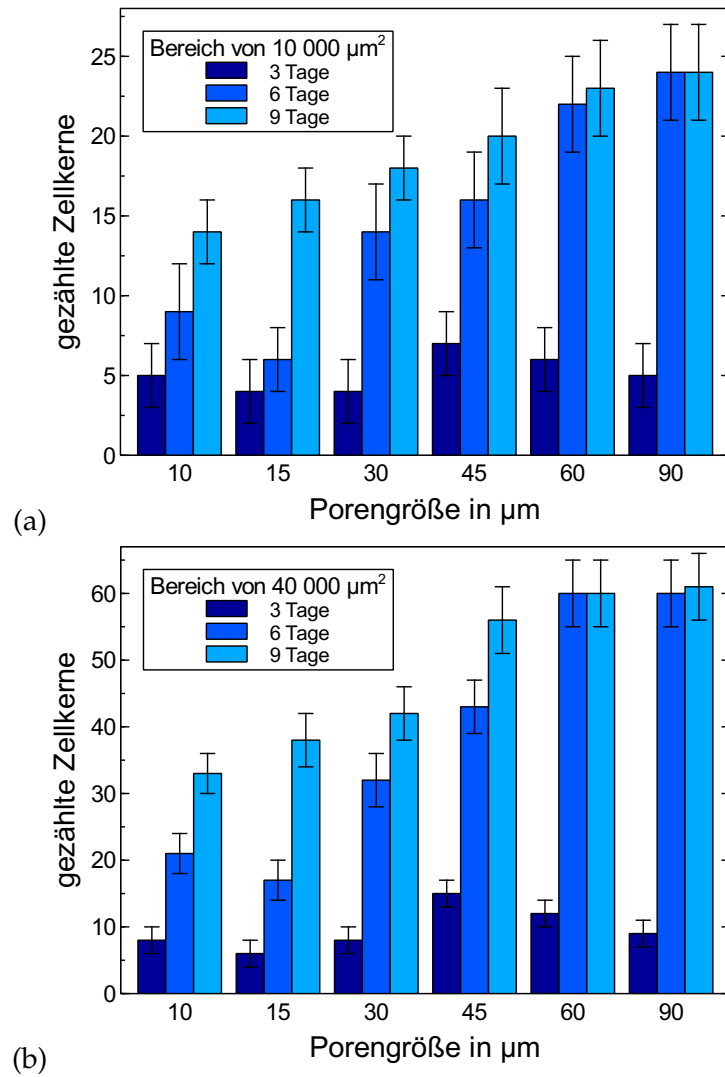 Bereich von 10 000 µm²
3 Tage
6 Tage
9 Tage
gezählte Zellkerne
25
20
15
10
5
0
10 15 30 45 60 90
Porengröße in µm
(a)
Bereich von 40 000 µm²
3 Tage
6 Tage
9 Tage
gezählte Zellkerne
60
50
40
30
20
10
0
10 15 30 45 60 90
Porengröße in µm
(b)